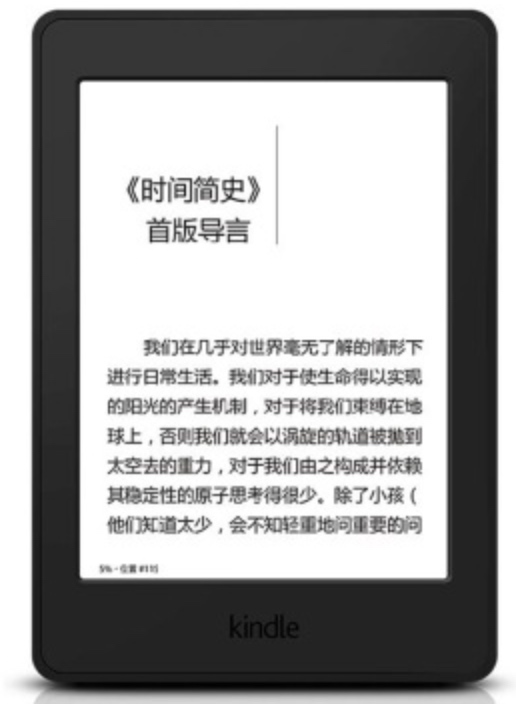 《时间简史》
首版导言
我们在几乎对世界毫无了解的情形下
进行日常生活。我们对于使生命得以实现
的阳光的产生机制，对于将我们束缚在地
球上，否则我们就会以涡旋的轨道被抛到
太空去的重力，对于我们由之构成并依赖
其稳定性的原子思考得很少。除了小孩（
他们知道太少，会不知轻重地问重要的问
5% - 位置 #115
kindle